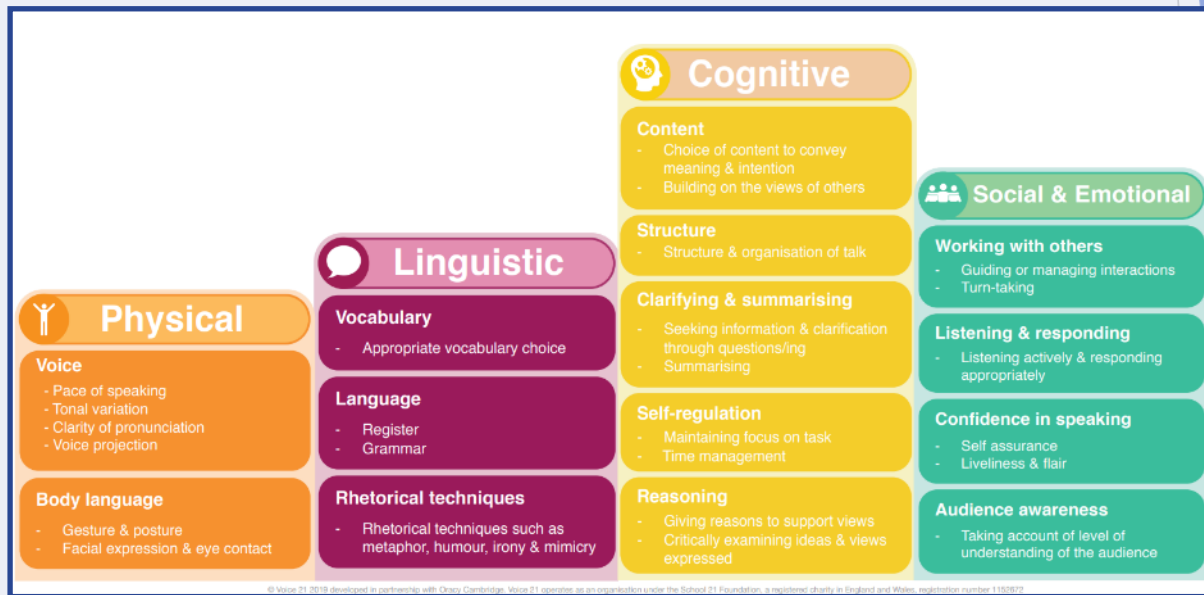 Physical
Voice
- Pace of speaking
- Tonal variation
- Clarity of pronunciation
- Voice projection
Body language
- Gesture & posture
- Facial expression & eye contact
Linguistic
Vocabulary
- Appropriate vocabulary choice
Language
- Register
- Grammar
Rhetorical techniques
- Rhetorical techniques such as
metaphor, humour, irony & mimicry
Cognitive
Content
- Choice of content to convey
meaning & intention
- Building on the views of others
Structure
- Structure & organisation of talk
Clarifying & summarising
- Seeking information & clarification
through questions/ing
- Summarising
Self-regulation
- Maintaining focus on task
- Time management
Reasoning
- Giving reasons to support views
- Critically examining ideas & views
expressed
Social & Emotional
Working with others
- Guiding or managing interactions
- Turn-taking
Listening & responding
- Listening actively & responding
appropriately
Confidence in speaking
- Self assurance
- Liveliness & flair
Audience awareness
- Taking account of level of
understanding of the audience
© Voice 21 2019 developed in partnership with Oracy Cambridge. Voice 21 operates as an organisation under the School 21 Foundation, a registered charity in England and Wales, registration number 1152672